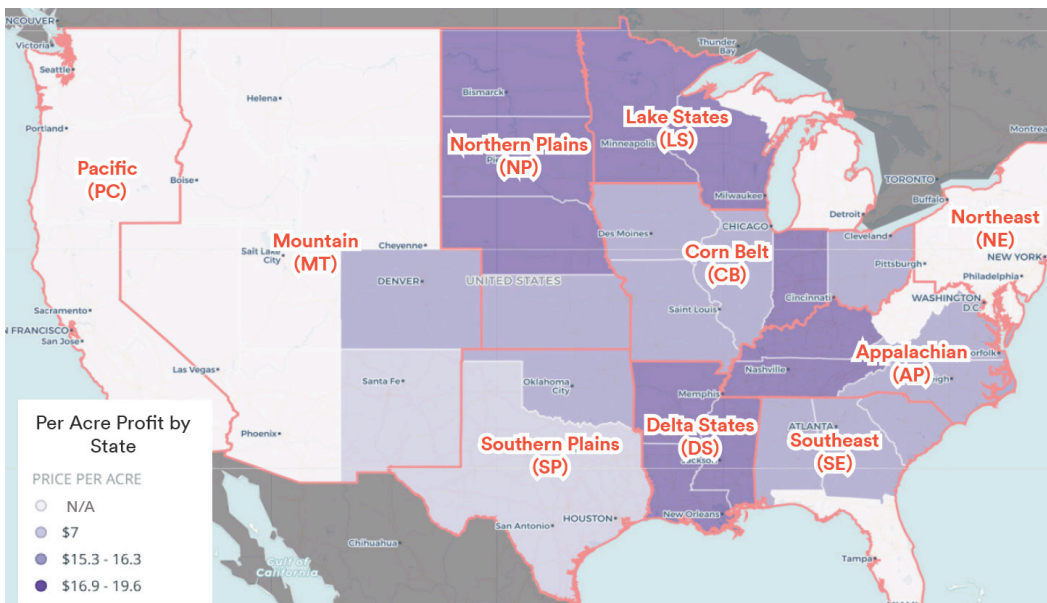 NCOUVER
Victoria
Seattle
Portland
Pacific
(PC)
Helena
Boise
Mountain
(MT)
Salt Lake
City
Cheyenne
DENVER
Sacramento
N FRANCISCO
San Jose
Las Vegas
Phoenix
Santa Fe
Bismarck
Northern Plains
(NP)
UNITED STATES
Oklahoma
City
Southern Plains
(SP)
San Antonio
HOUSTON
Chihuahua
Gulf of
California
Thunder
Bay
Lake States
(LS)
Minneapolis
Milwaukee
Des Moines
CHICAGO
Corn Belt
(CB)
Saint Louis
Detroit
Cleveland
Cincinnati
TORONTO
Buffalo
Montrea
Northeast
(NE)
NEW YORK
Pittsburgh
Philadelphia
WASHINGTON
D.C.
Appalachian
(AP)
Nashville
Memphis
Delta States
(DS)
New Orleans
ATLANTA
Southeast
(SE)
Tampa
Per Acre Profit by
State
PRICE PER ACRE
N/A
$7
$15.3 - 16.3
$16.9 - 19.6